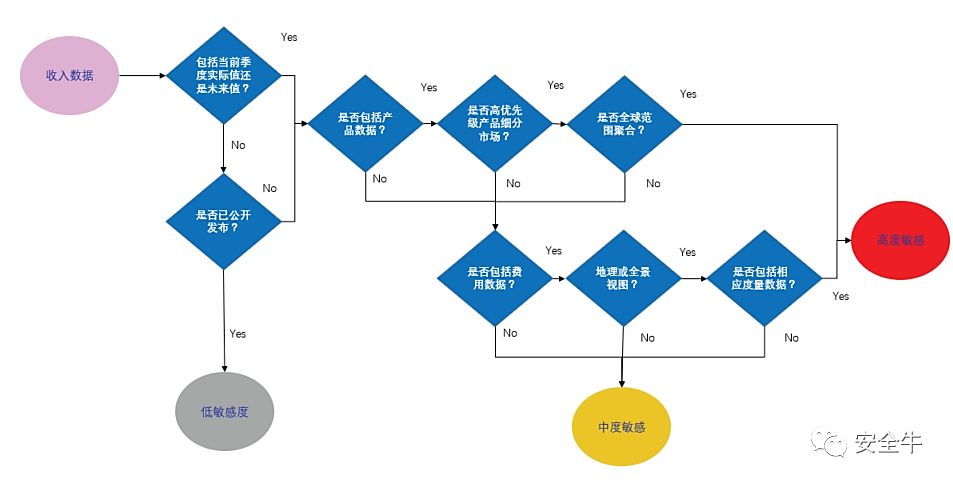 收入数据
包括当前季
度实际值还
是未来值？
Yes
No
是否已公开
发布？
No
Yes
低敏感度
是否包括产
品数据？
Yes
No
是否高优先
级产品细分
市场？
Yes
No
是否全球范
围聚合？
Yes
No
是否包括费
用数据？
Yes
No
地理或全景
视图？
Yes
No
是否包括相
应度量数据？
Yes
No
高度敏感
中度敏感
安全牛